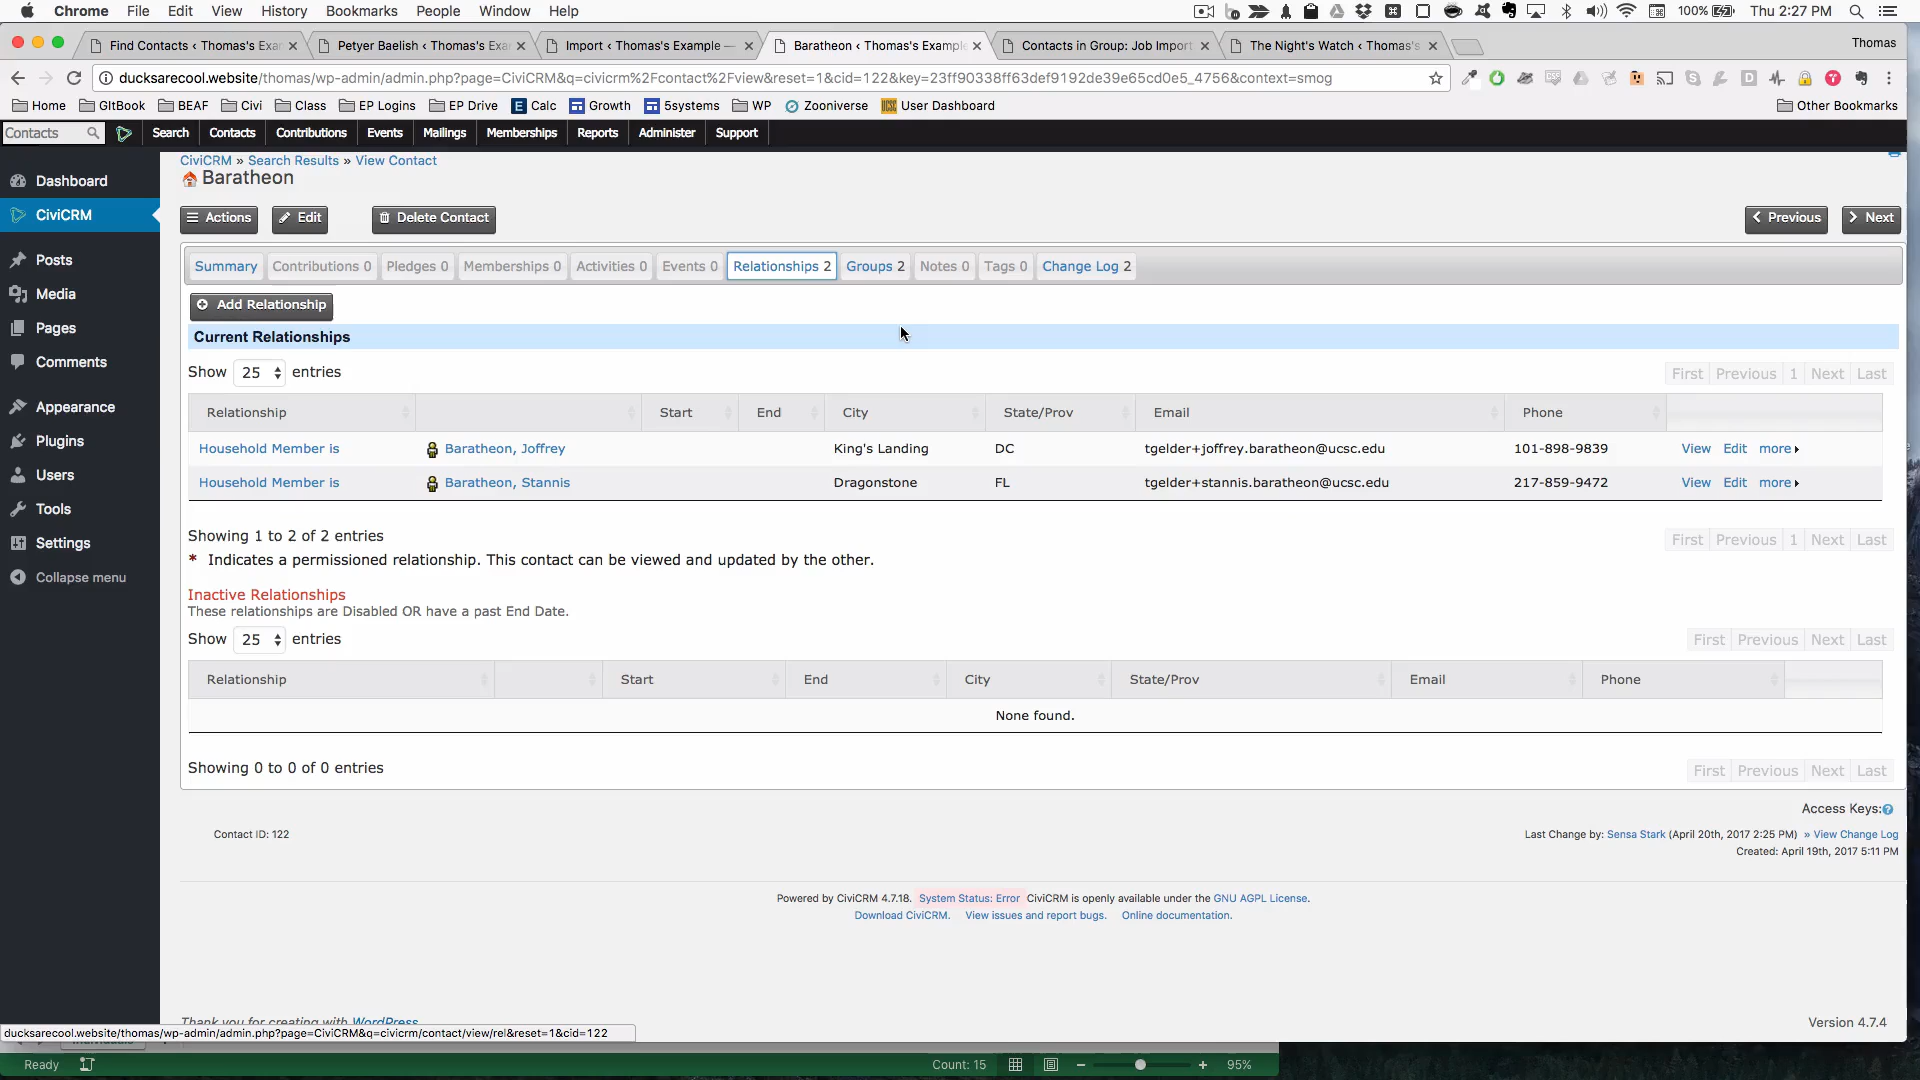 Chrome File Edit View History Bookmarks People Window Help 100% Thu 2:27 PM
Find Contacts ‹ Thomas's Exa Petyer Baelish ‹ Thomas's Exa Import ‹ Thomas's Example — Baratheon ‹ Thomas's Example Contacts in Group: Job Import The Night's Watch ‹ Thomas's Thomas
ducksarecool.website/thomas/wp-admin/admin.php?page=CiviCRM&q=civicrm%2Fcontact%2Fview&reset=1&cid=122&key=23ff90338ff63def9192de39e65cd0e5_4756&context=smog
Home GItBook BEAF Civi Class EP Logins EP Drive Calc Growth 5systems WP Zooniverse User Dashboard Other Bookmarks
Contacts Search Contacts Contributions Events Mailings Memberships Reports Administer Support
CiviCRM » Search Results » View Contact
Baratheon
Actions Edit Delete Contact Previous Next
Summary Contributions 0 Pledges 0 Memberships 0 Activities 0 Events 0 Relationships 2 Groups 2 Notes 0 Tags 0 Change Log 2
Add Relationship
Current Relationships
Show 25 entries First Previous 1 Next Last
Relationship Start End City State/Prov Email Phone
Household Member is Baratheon, Joffrey King's Landing DC tgelder+joffrey.baratheon@ucsc.edu 101-898-9839 View Edit more
Household Member is Baratheon, Stannis Dragonstone FL tgelder+stannis.baratheon@ucsc.edu 217-859-9472 View Edit more
Showing 1 to 2 of 2 entries First Previous 1 Next Last
* Indicates a permissioned relationship. This contact can be viewed and updated by the other.
Inactive Relationships
These relationships are Disabled OR have a past End Date.
Show 25 entries First Previous Next Last
Relationship Start End City State/Prov Email Phone
None found.
Showing 0 to 0 of 0 entries First Previous Next Last
Access Keys:
Contact ID: 122 Last Change by: Sensa Stark (April 20th, 2017 2:25 PM) » View Change Log
Created: April 19th, 2017 5:11 PM
Powered by CiviCRM 4.7.18. System Status: Error CiviCRM is openly available under the GNU AGPL License.
Download CiviCRM. View issues and report bugs. Online documentation.
Dashboard
CiviCRM
Posts
Media
Pages
Comments
Appearance
Plugins
Users
Tools
Settings
Collapse menu
Thank you for creating with WordPress Version 4.7.4
ducksarecool.website/thomas/wp-admin/admin.php?page=CiviCRM&q=civicrm/contact/view/rel&reset=1&cid=122
Ready Count: 15 95%